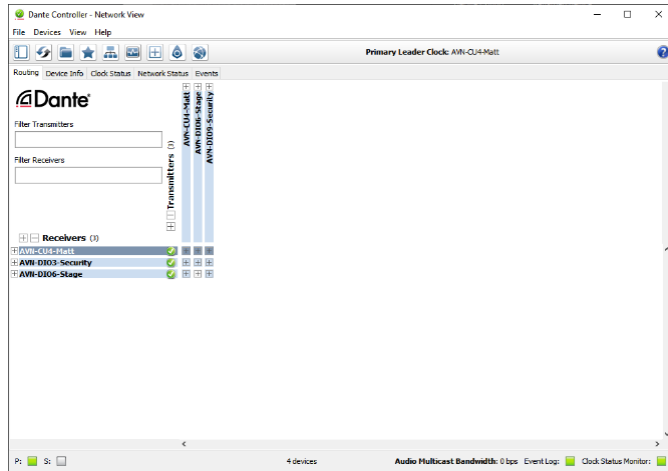 Dante Controller - Network View
File Devices View Help
Primary Leader Clock: AVN-CU4-Matt
Routing Device Info Clock Status Network Status Events
Dante®
Filter Transmitters
Filter Receivers
Transmitters (3)
AVN-CU4-Matt
AVN-DIO6-Stage
AVN-DIO9-Security
Receivers (3)
AVN-CU4-Matt
AVN-DIO3-Security
AVN-DIO6-Stage
P: S: 4 devices Audio Multicast Bandwidth: 0 bps Event Log: Clock Status Monitor: